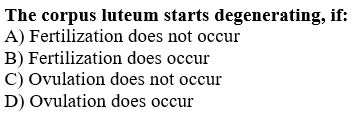 The corpus luteum starts degenerating, if:
A) Fertilization does not occur
B) Fertilization does occur
C) Ovulation does not occur
D) Ovulation does occur